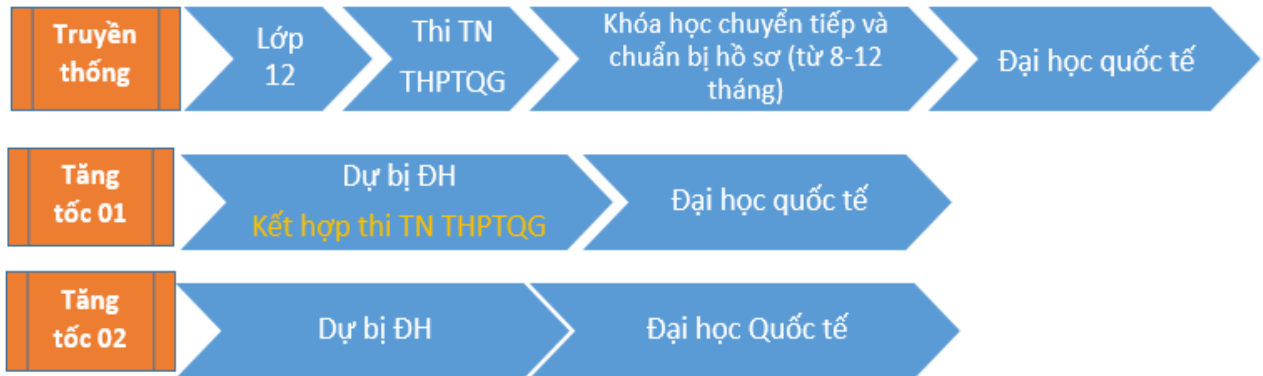 Truyền
thống
Lớp
12
Thi TN
THPTQG
Khóa học chuyển tiếp và
chuẩn bị hồ sơ (từ 8-12
tháng)
Đại học quốc tế
Tăng
tốc 01
Dự bị ĐH
Kết hợp thi TN THPTQG
Đại học quốc tế
Tăng
tốc 02
Dự bị ĐH
Đại học Quốc tế